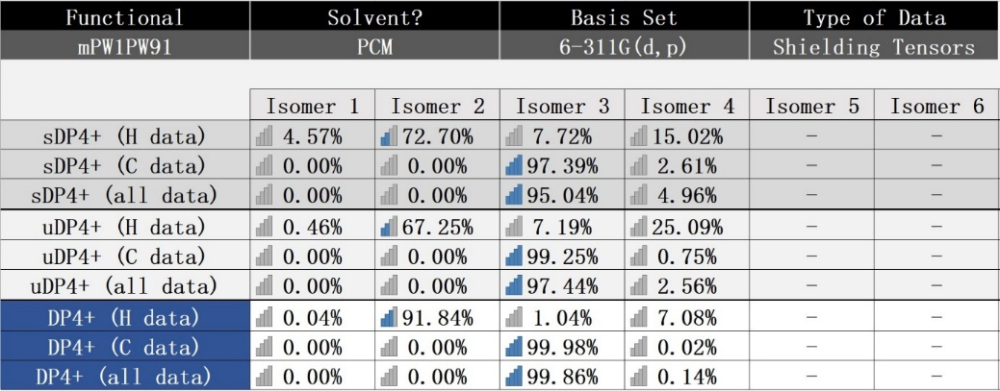 Functional Solvent? Basis Set Type of Data
mPW1PW91 PCM 6-311G(d,p) Shielding Tensors
Isomer 1 Isomer 2 Isomer 3 Isomer 4 Isomer 5 Isomer 6
sDP4+ (H data) 4.57% 72.70% 7.72% 15.02% – –
sDP4+ (C data) 0.00% 0.00% 97.39% 2.61% – –
sDP4+ (all data) 0.00% 0.00% 95.04% 4.96% – –
uDP4+ (H data) 0.46% 67.25% 7.19% 25.09% – –
uDP4+ (C data) 0.00% 0.00% 99.25% 0.75% – –
uDP4+ (all data) 0.00% 0.00% 97.44% 2.56% – –
DP4+ (H data) 0.04% 91.84% 1.04% 7.08% – –
DP4+ (C data) 0.00% 0.00% 99.98% 0.02% – –
DP4+ (all data) 0.00% 0.00% 99.86% 0.14% – –